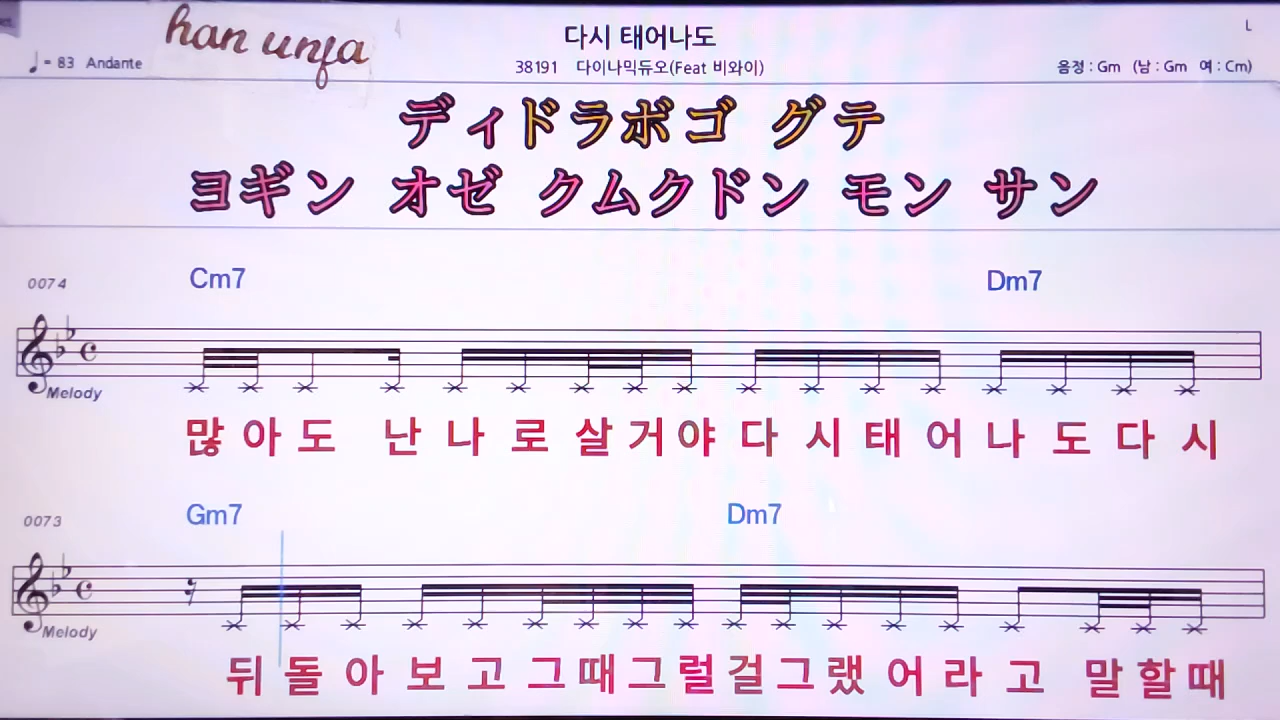 han unfa
다시 태어나도
L
♩= 83 Andante
38191 다이나믹듀오(Feat 비와이)
음정 : Gm (남 : Gm 여 : Cm)
ディドラボゴ グテ
ヨギン オゼ クムクドン モン サン
0074
Cm7 Dm7
Melody
많아도 난나로살거야다시태어나도다시
0073
Gm7 Dm7
Melody
뒤돌아보고그때그럴걸그랬어라고 말할때